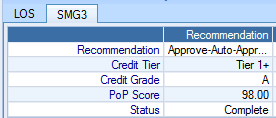 LOS SMG3
Recommendation
Recommendation Approve-Auto-Appr...
Credit Tier Tier 1+
Credit Grade A
PoP Score 98.00
Status Complete